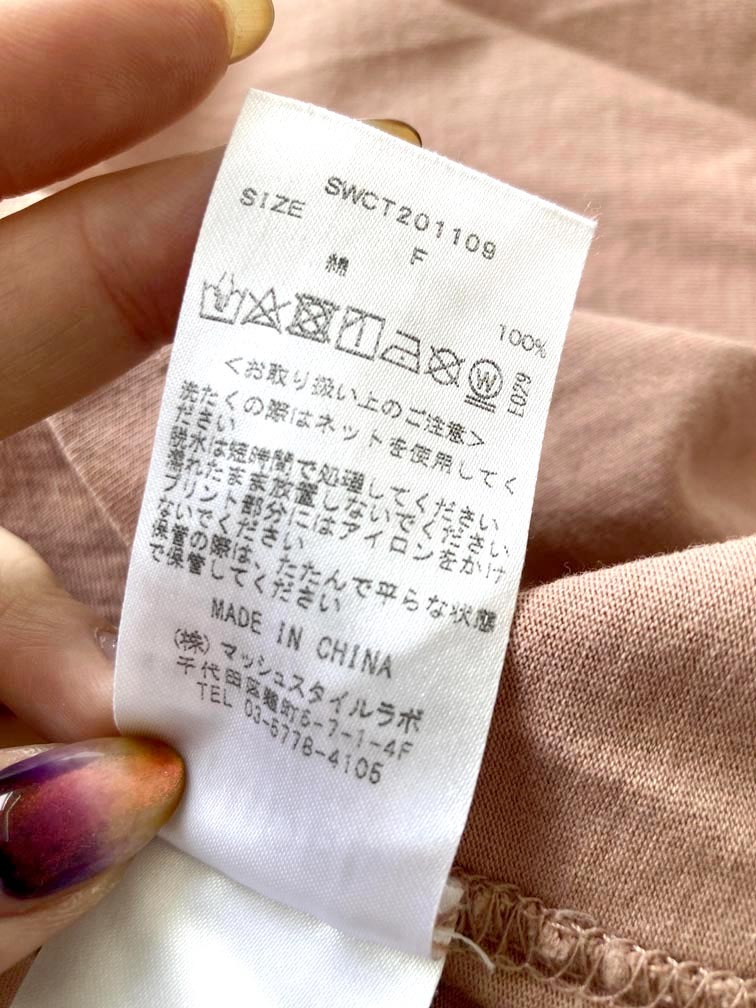 SWCT201109
SIZE F
綿 100%
W
E079
<お取り扱い上のご注意>
洗たくの際はネットを使用してく
ださい
脱水は短時間で処理してください
濡れたまま放置しないでください
プリント部分にはアイロンをかけ
ないでください
保管の際は、たたんで平らな状態
で保管してください
MADE IN CHINA
(株)マッシュスタイルラボ
千代田区麹町5-7-1-4F
TEL 03-5778-4105